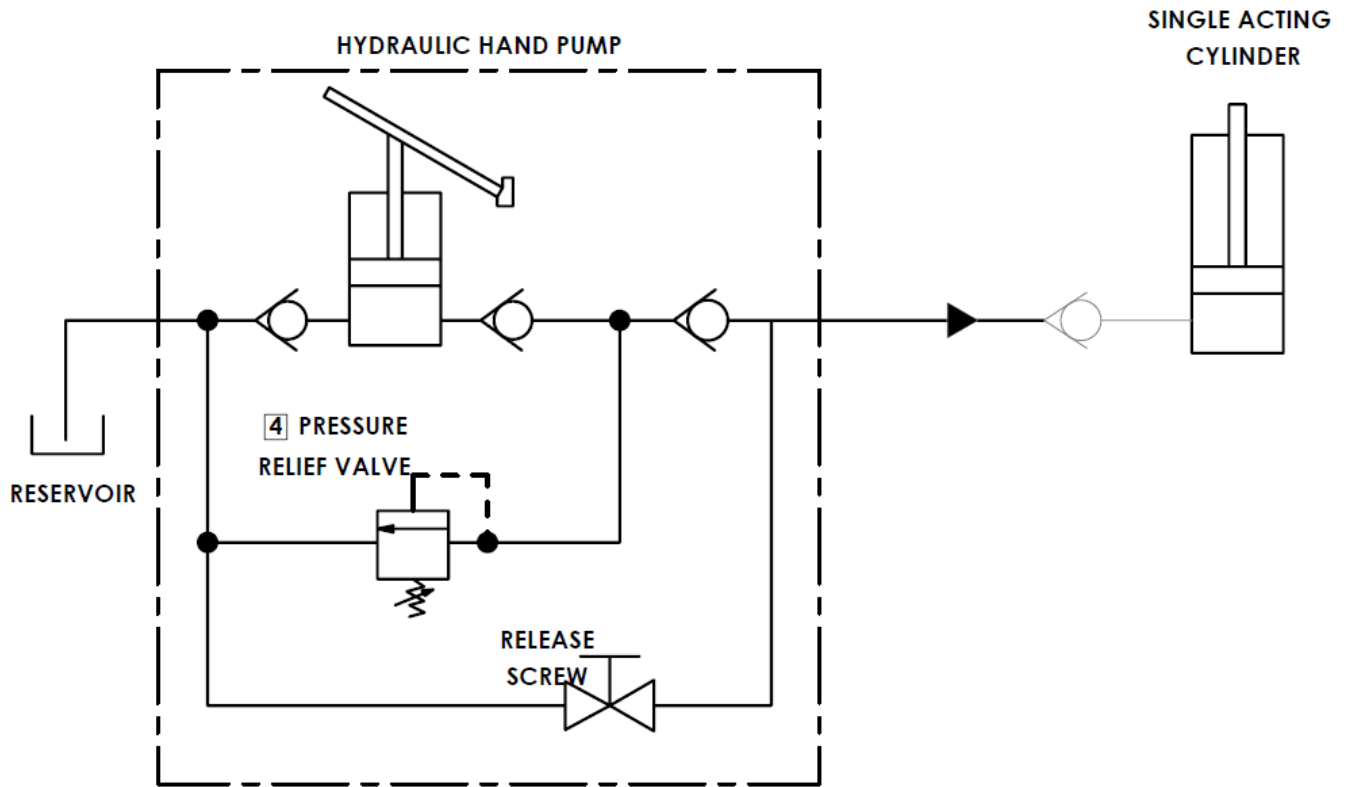 SINGLE ACTING
CYLINDER
HYDRAULIC HAND PUMP
4 PRESSURE
RELIEF VALVE
RESERVOIR
RELEASE
SCREW